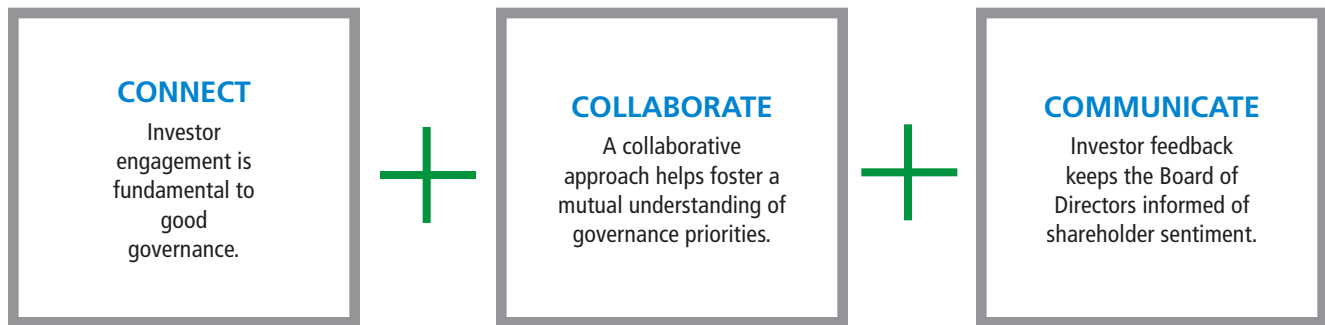 CONNECT
Investor
engagement is
fundamental to
good
governance.
COLLABORATE
A collaborative
approach helps foster a
mutual understanding of
governance priorities.
COMMUNICATE
Investor feedback
keeps the Board of
Directors informed of
shareholder sentiment.